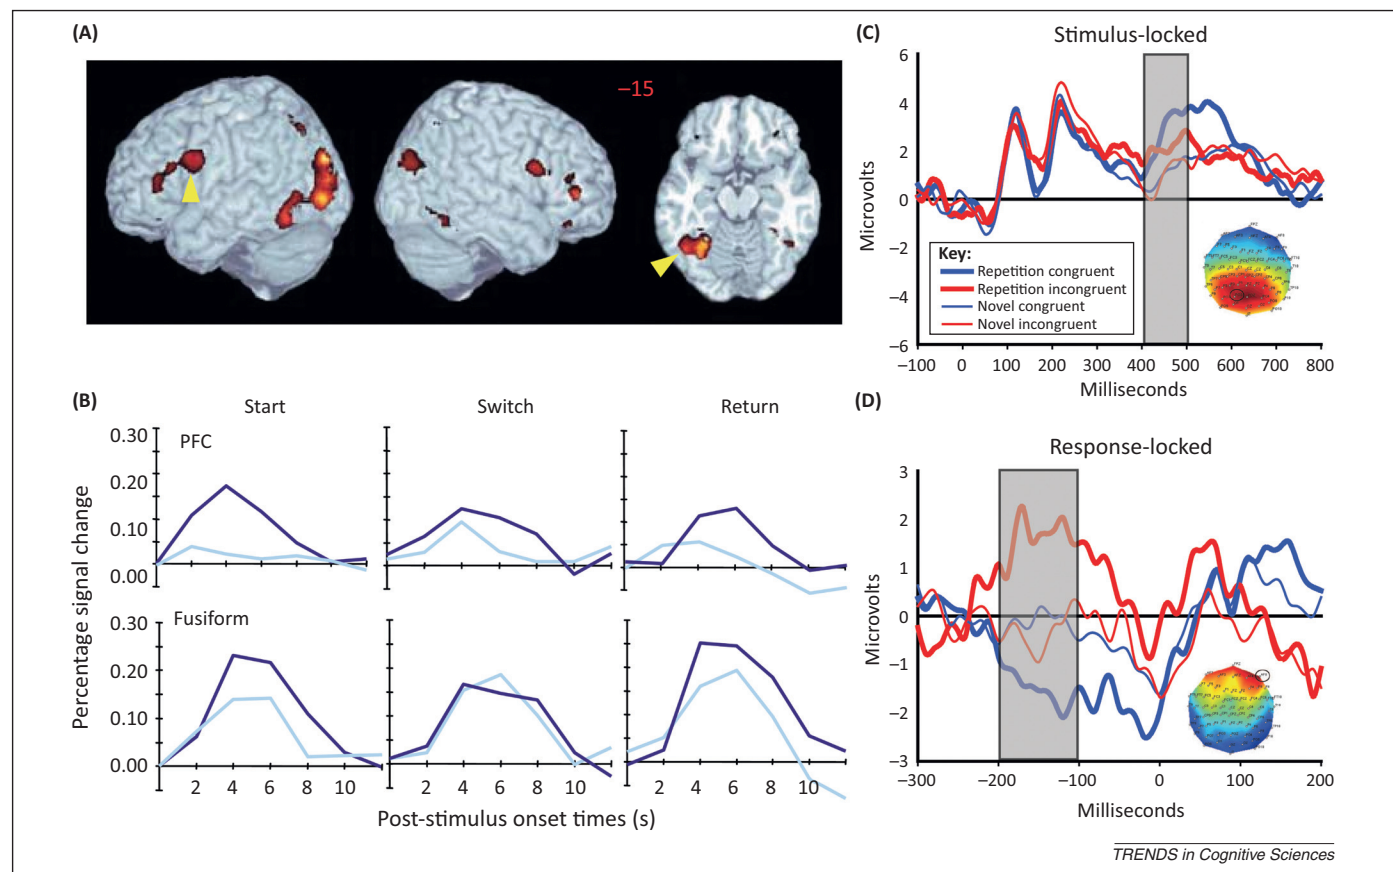 (A)
–15
(B)
Start
Switch
Return
0.30
PFC
0.20
0.10
0.00
Percentage signal change
Fusiform
0.30
0.20
0.10
0.00
2 4 6 8 10
2 4 6 8 10
2 4 6 8 10
Post-stimulus onset times (s)
(C)
Stimulus-locked
6
4
2
0
–2
–4
–6
Microvolts
Key:
Repetition congruent
Repetition incongruent
Novel congruent
Novel incongruent
–100 0 100 200 300 400 500 600 700 800
Milliseconds
(D)
Response-locked
3
2
1
0
–1
–2
–3
Microvolts
–300 –200 –100 0 100 200
Milliseconds
TRENDS in Cognitive Sciences